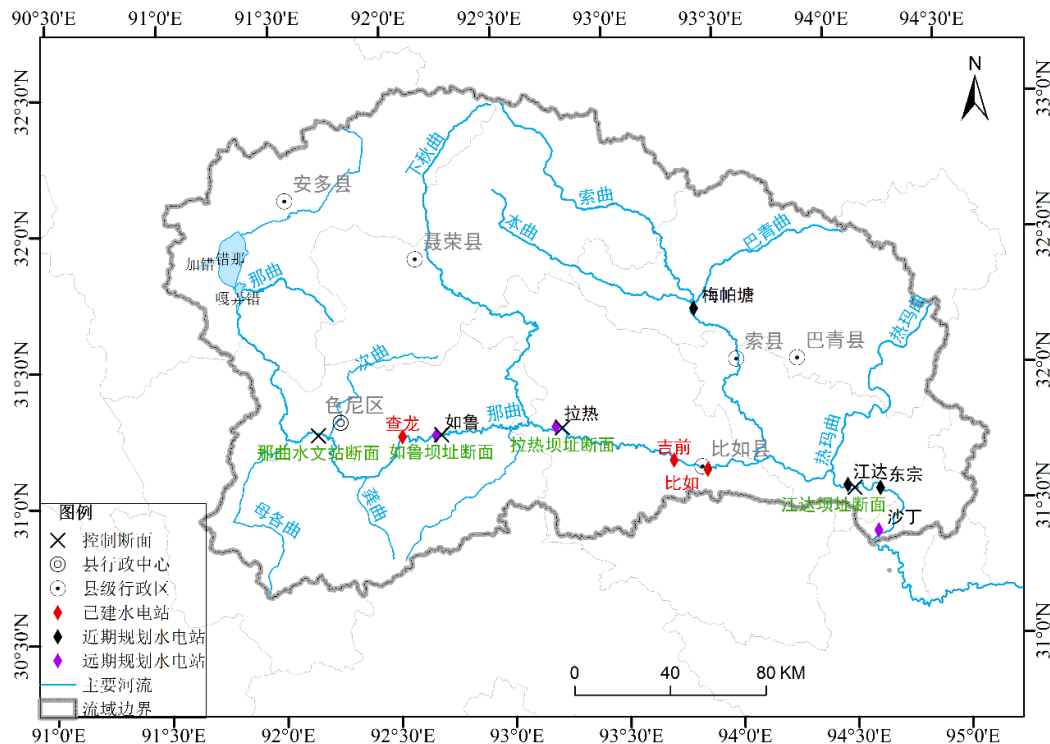 90°30'E 91°0'E 91°30'E 92°0'E 92°30'E 93°0'E 93°30'E 94°0'E 94°30'E
N
32°30'N
33°0'N
下秋曲
安多县
索曲
本曲
巴青曲
32°0'N
32°30'N
聂荣县
错那
加错
那曲
嘎弄错
梅帕塘
热玛曲
索县
巴青县
32°0'N
31°30'N
次曲
色尼区
查龙
如鲁
那曲
拉热
那曲水文站断面
如鲁坝址断面
拉热坝址断面
吉前
比如县
比如
热玛曲
江达
东宗
江达坝址断面
31°30'N
31°0'N
母各曲
龚曲
沙丁
图例
控制断面
县行政中心
县级行政区
已建水电站
近期规划水电站
远期规划水电站
主要河流
流域边界
31°0'N
30°30'N
0 40 80 KM
91°0'E 91°30'E 92°0'E 92°30'E 93°0'E 93°30'E 94°0'E 94°30'E 95°0'E